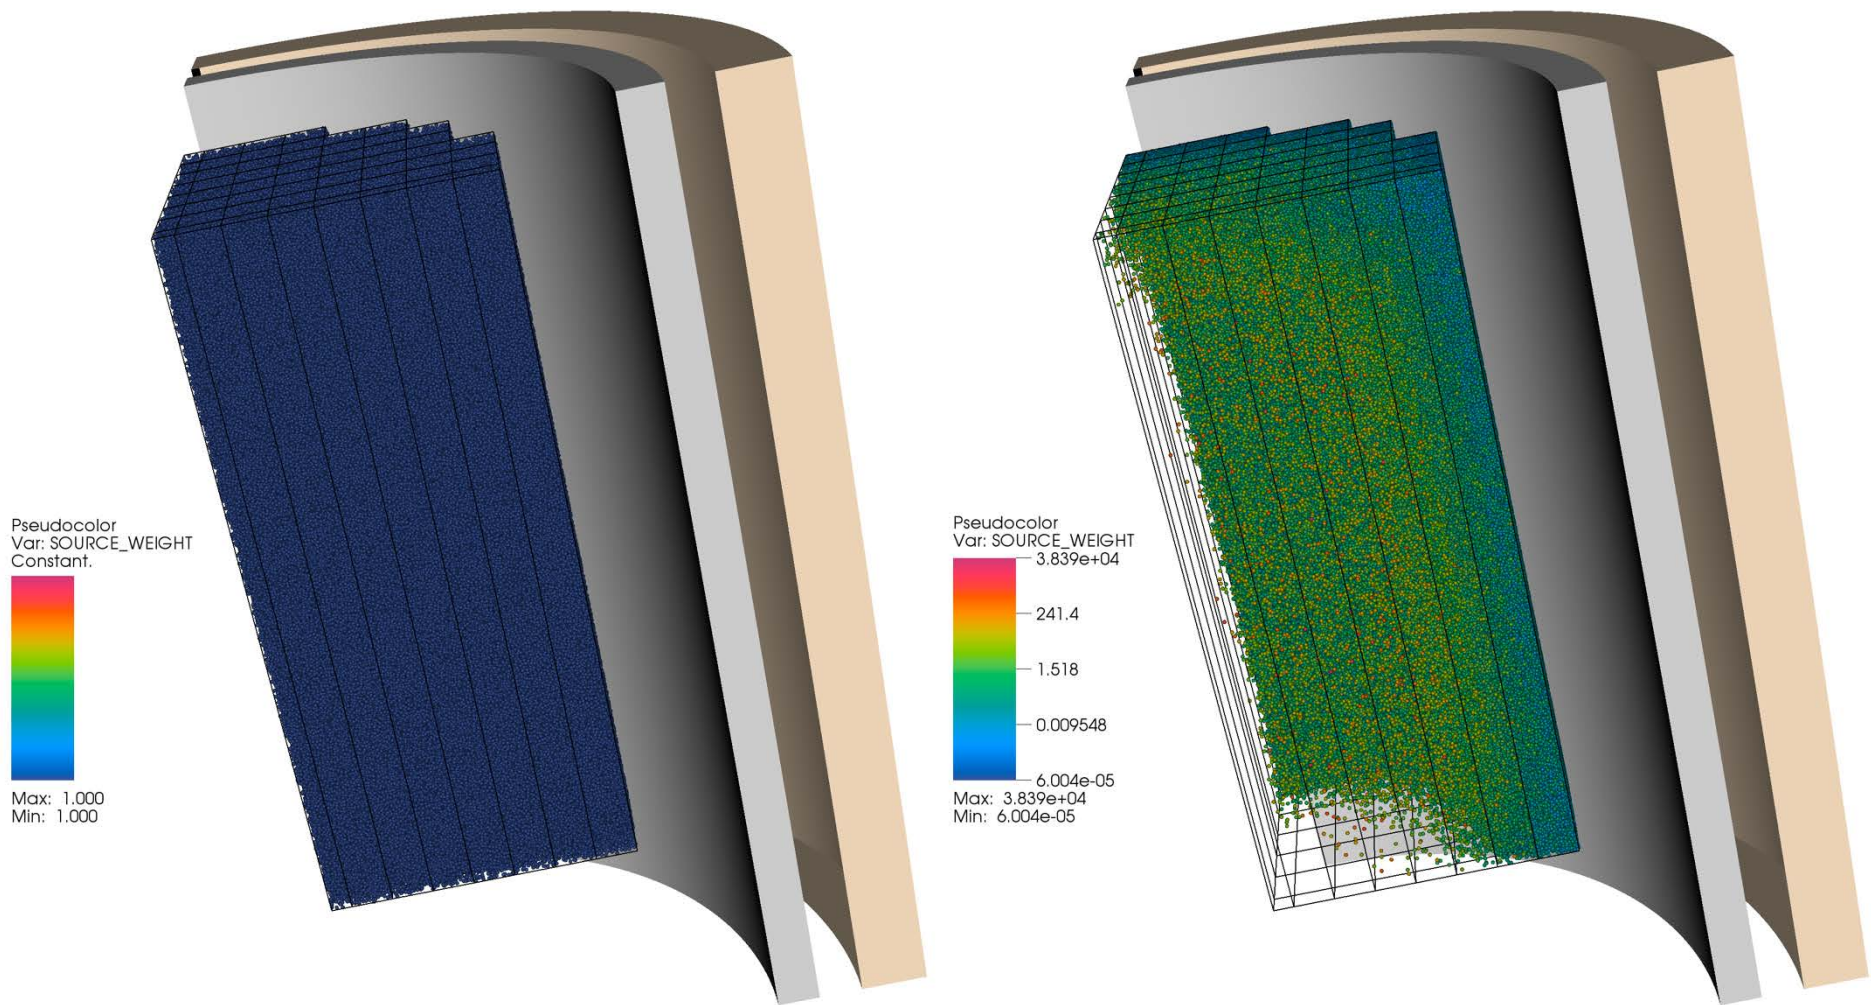 Pseudocolor
Var: SOURCE_WEIGHT
Constant.
Max: 1.000
Min: 1.000
Pseudocolor
Var: SOURCE_WEIGHT
3.839e+04
241.4
1.518
0.009548
6.004e-05
Max: 3.839e+04
Min: 6.004e-05